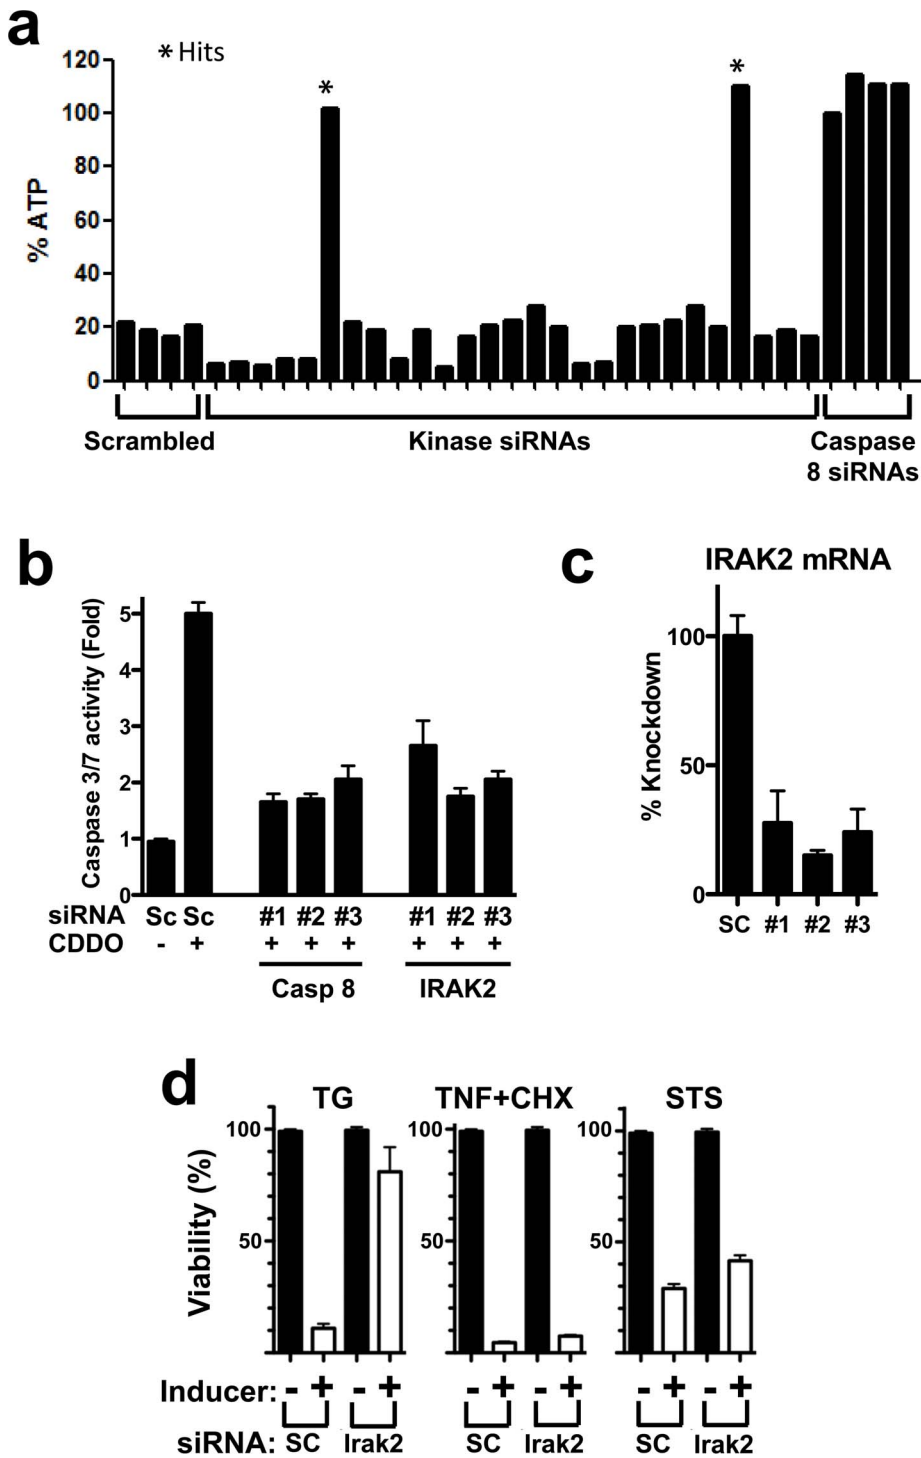 a
* Hits
*
*
% ATP
120
100
80
60
40
20
0
Scrambled
Kinase siRNAs
Caspase
8 siRNAs
b
Caspase 3/7 activity (Fold)
5
4
3
2
1
0
siRNA Sc Sc #1 #2 #3 #1 #2 #3
CDDO - + + + + + + +
Casp 8
IRAK2
c
IRAK2 mRNA
% Knockdown
100
50
0
SC #1 #2 #3
d
TG
TNF+CHX
STS
Viability (%)
100
50
100
50
100
50
Inducer: - + - + - + - + - + - +
siRNA: SC Irak2 SC Irak2 SC Irak2